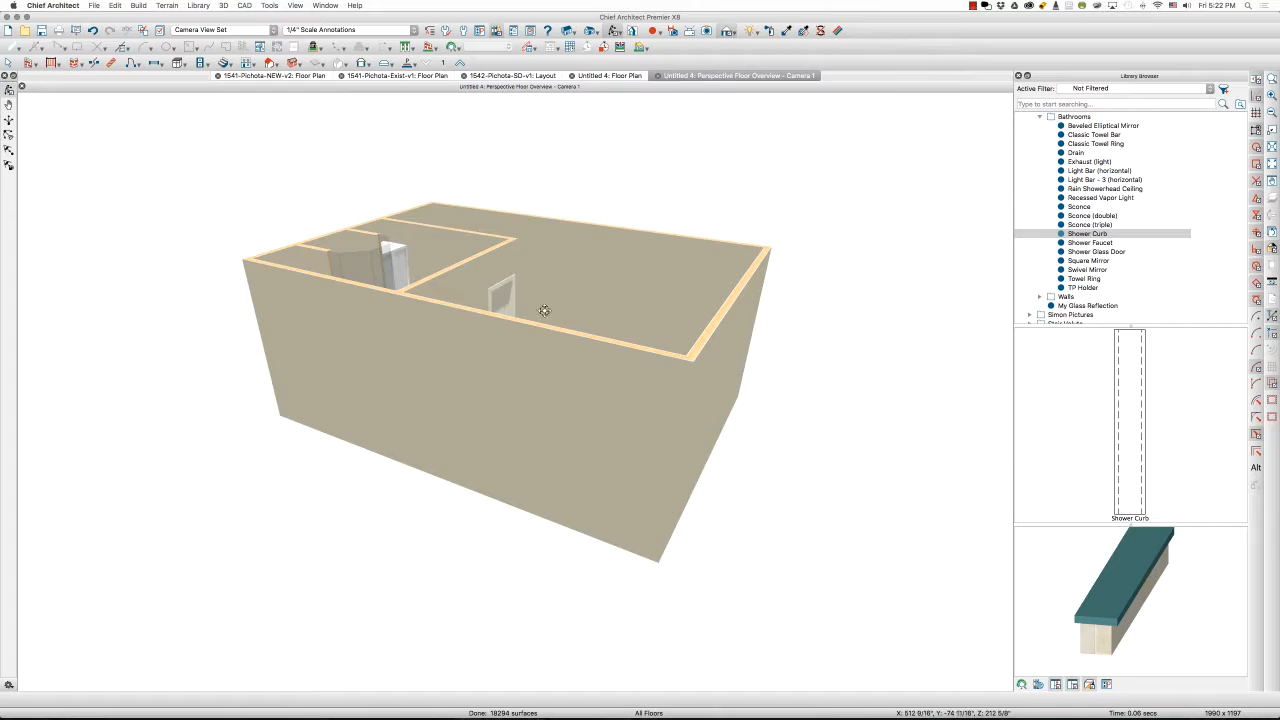 Chief Architect File Edit Build Terrain Library 3D CAD Tools View Window Help
Fri 5:22 PM
Chief Architect Premier X8
Camera View Set
1/4" Scale Annotations
1541-Pichota-NEW-v2: Floor Plan
1541-Pichota-Exist-v1: Floor Plan
1542-Pichota-SD-v1: Layout
Untitled 4: Floor Plan
Untitled 4: Perspective Floor Overview - Camera 1
Untitled 4: Perspective Floor Overview - Camera 1
Library Browser
Active Filter: Not Filtered
Type to start searching...
Bathrooms
Beveled Elliptical Mirror
Classic Towel Bar
Classic Towel Ring
Drain
Exhaust (light)
Light Bar (horizontal)
Light Bar - 3 (horizontal)
Rain Showerhead Ceiling
Recessed Vapor Light
Sconce
Sconce (double)
Sconce (triple)
Shower Curb
Shower Faucet
Shower Glass Door
Square Mirror
Swivel Mirror
Towel Ring
TP Holder
Walls
My Glass Reflection
Simon Pictures
Shower Curb
Alt
Done: 18294 surfaces
All Floors
X: 512 9/16", Y: -74 11/16", Z: 212 5/8"
Time: 0.06 secs
1990 x 1197